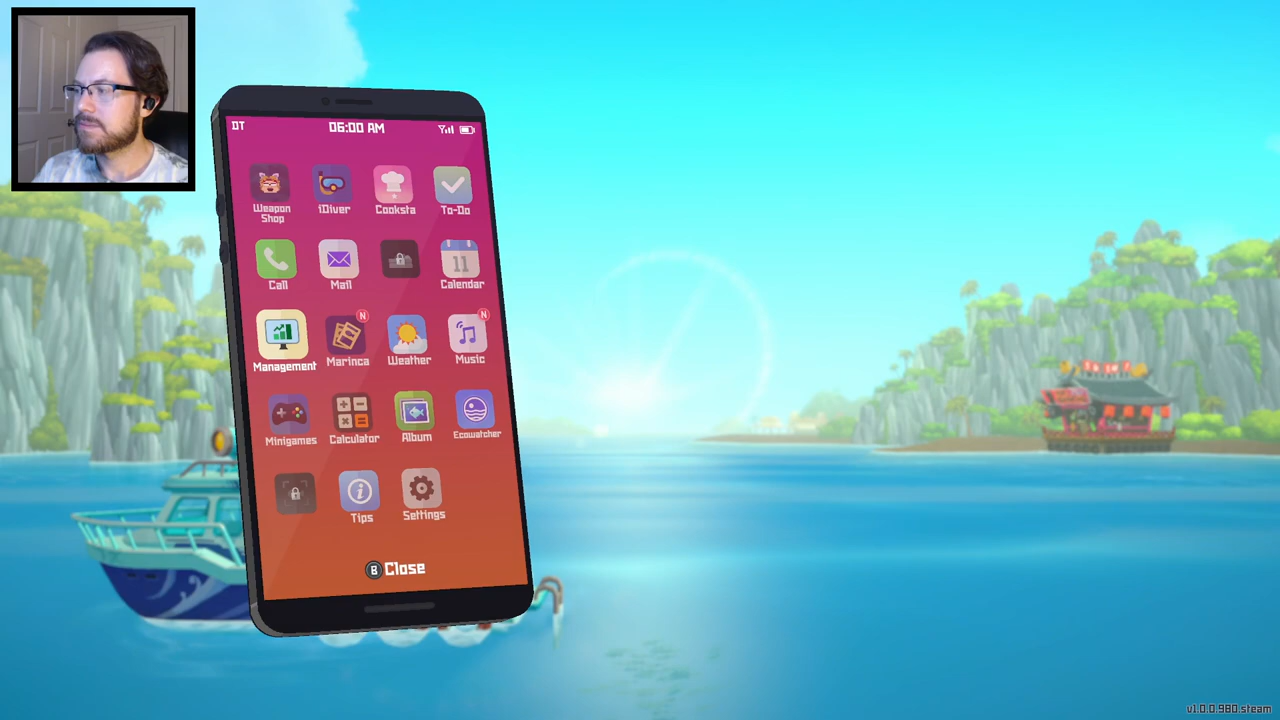 DT
06:00 AM
Weapon
Shop
iDiver
Cooksta
To-Do
Call
Mail
11
Calendar
Management
N
Marinca
Weather
N
Music
Minigames
Calculator
Album
Ecowatcher
Tips
Settings
B Close
v1.0.0.980.steam